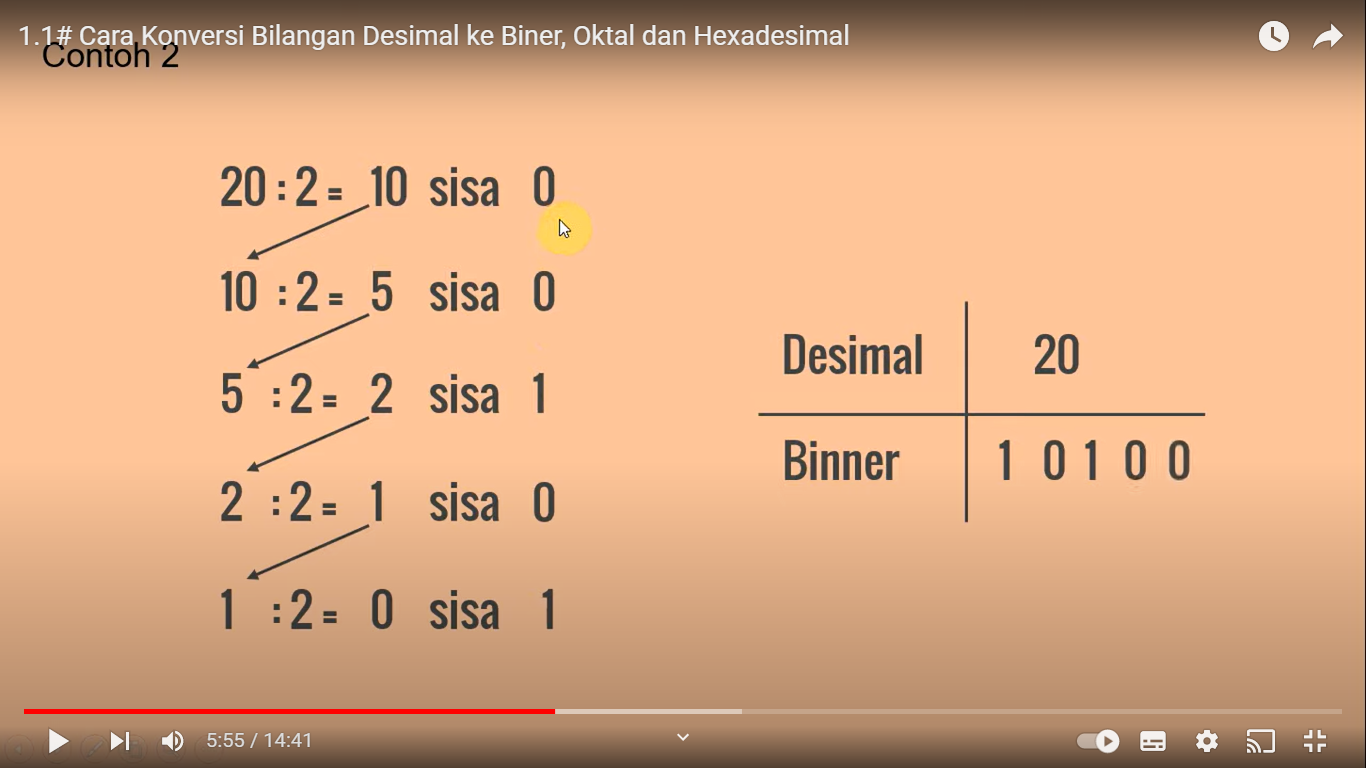 1.1# Cara Konversi Bilangan Desimal ke Biner, Oktal dan Hexadesimal
Contoh 2
20 : 2 = 10 sisa 0
10 : 2 = 5 sisa 0
5 : 2 = 2 sisa 1
2 : 2 = 1 sisa 0
1 : 2 = 0 sisa 1
Desimal 20
Binner 1 0 1 0 0
5:55 / 14:41